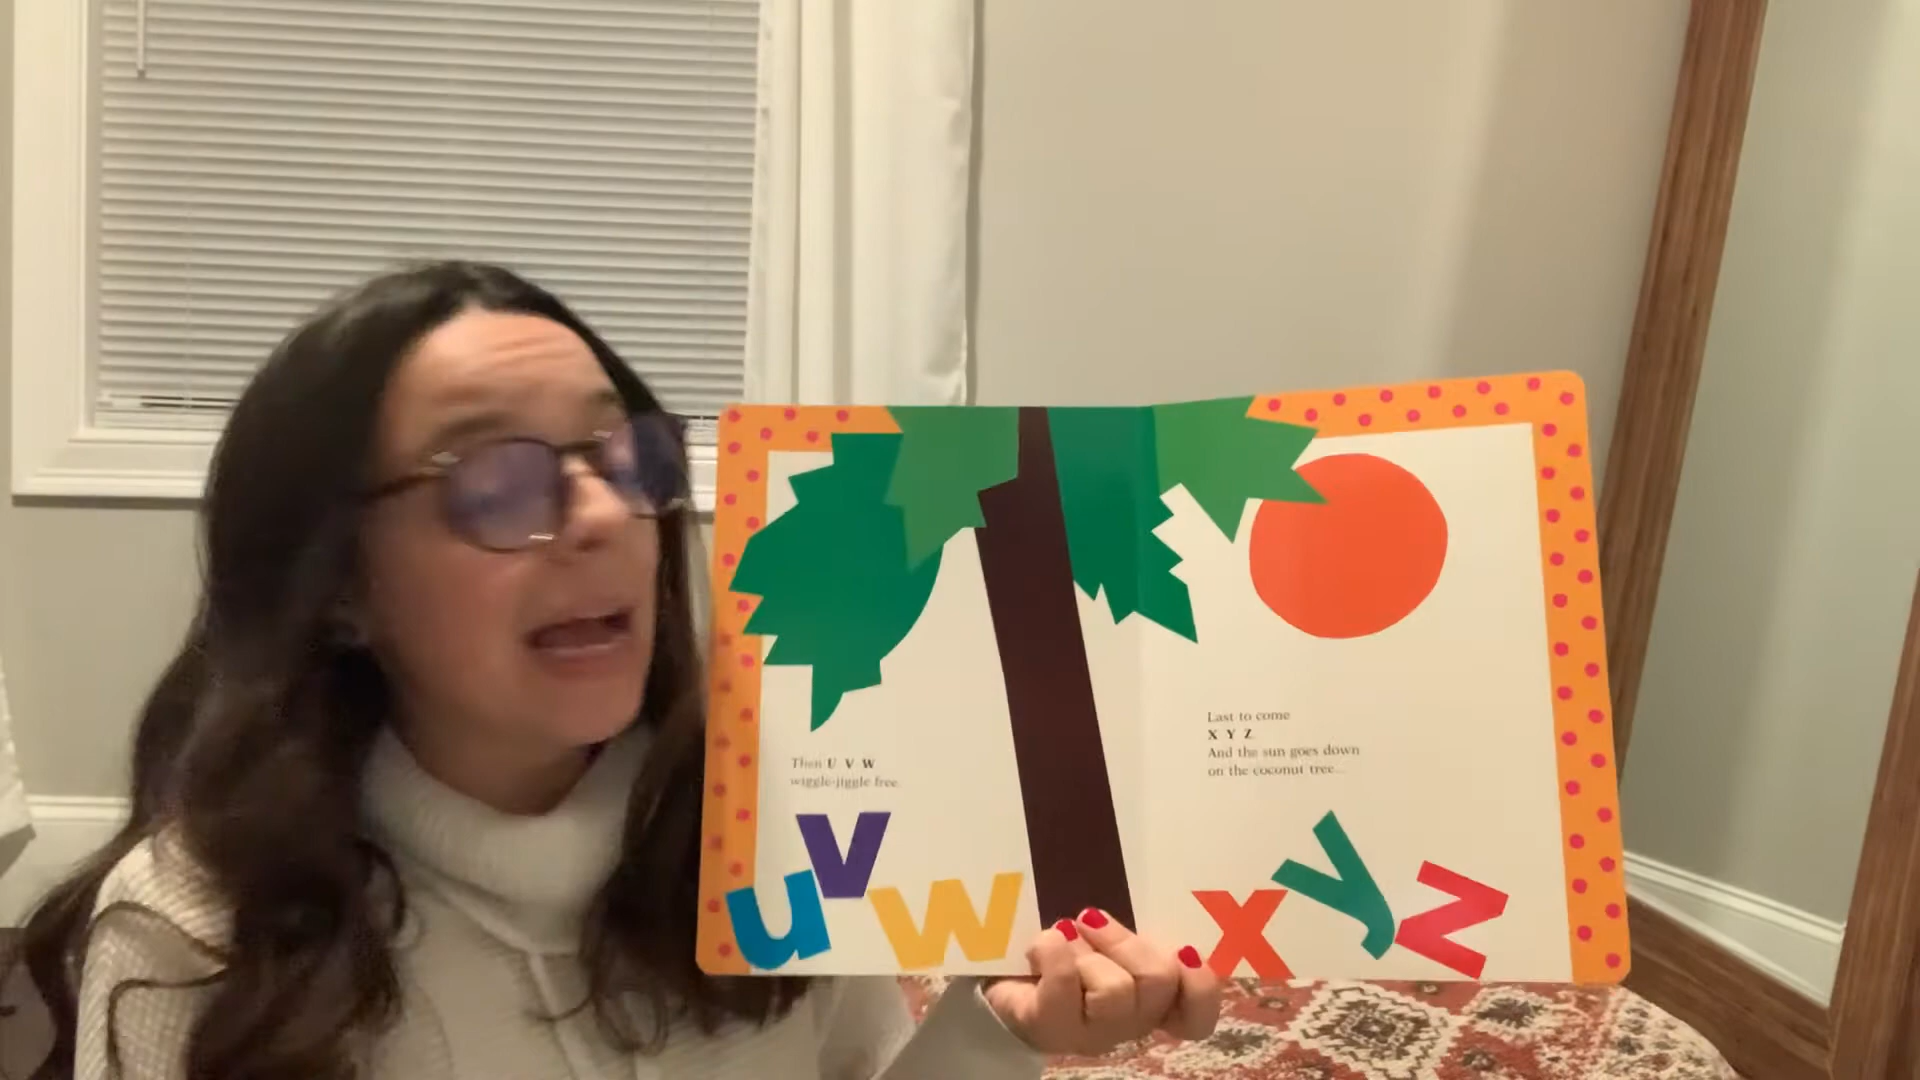 Then U V W
wiggle-jiggle free.
u v w
Last to come
X Y Z
And the sun goes down
on the coconut tree...
x y z